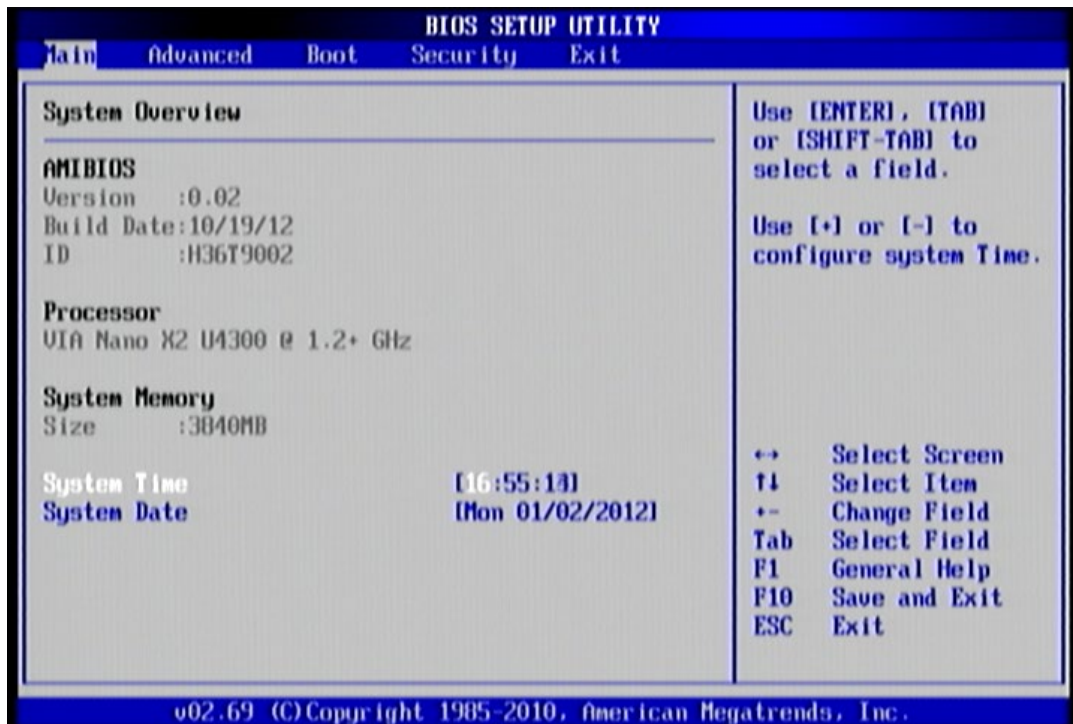 BIOS SETUP UTILITY
Main Advanced Boot Security Exit
System Overview
AMIBIOS
Version :0.02
Build Date:10/19/12
ID :H36T9002
Processor
VIA Nano X2 U4300 @ 1.2+ GHz
System Memory
Size :3840MB
System Time
System Date [Mon 01/02/2012]
Use [ENTER], [TAB]
or [SHIFT-TAB] to
select a field.
Use [+] or [-] to
configure system Time.
↔ Select Screen
↑↓ Select Item
+- Change Field
Tab Select Field
F1 General Help
F10 Save and Exit
ESC Exit
v02.69 (C)Copyright 1985-2010, American Megatrends, Inc.